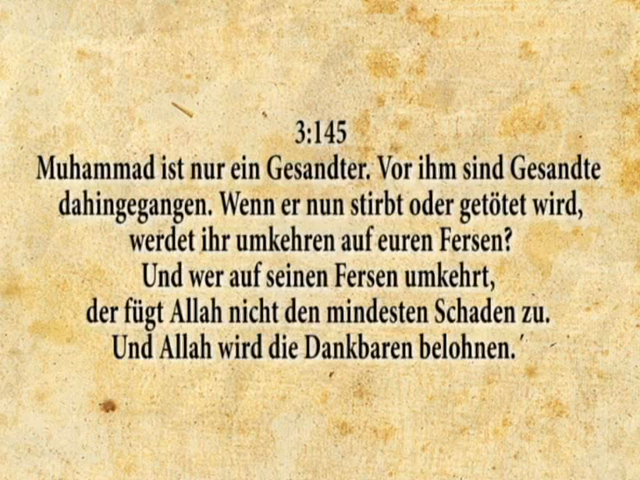 3:145
Muhammad ist nur ein Gesandter. Vor ihm sind Gesandte
dahingegangen. Wenn er nun stirbt oder getötet wird,
werdet ihr umkehren auf euren Fersen?
Und wer auf seinen Fersen umkehrt,
der fügt Allah nicht den mindesten Schaden zu.
Und Allah wird die Dankbaren belohnen.´